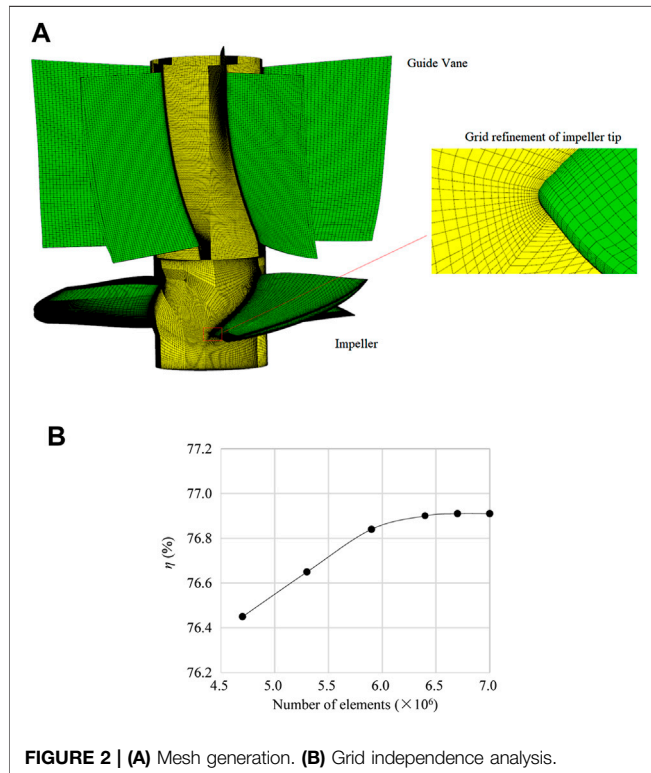 A
Guide Vane
Grid refinement of impeller tip
Impeller
B
77.2
77.0
76.8
76.6
76.4
76.2
η (%)
4.5 5.0 5.5 6.0 6.5 7.0
Number of elements (×10⁶)
FIGURE 2 | (A) Mesh generation. (B) Grid independence analysis.